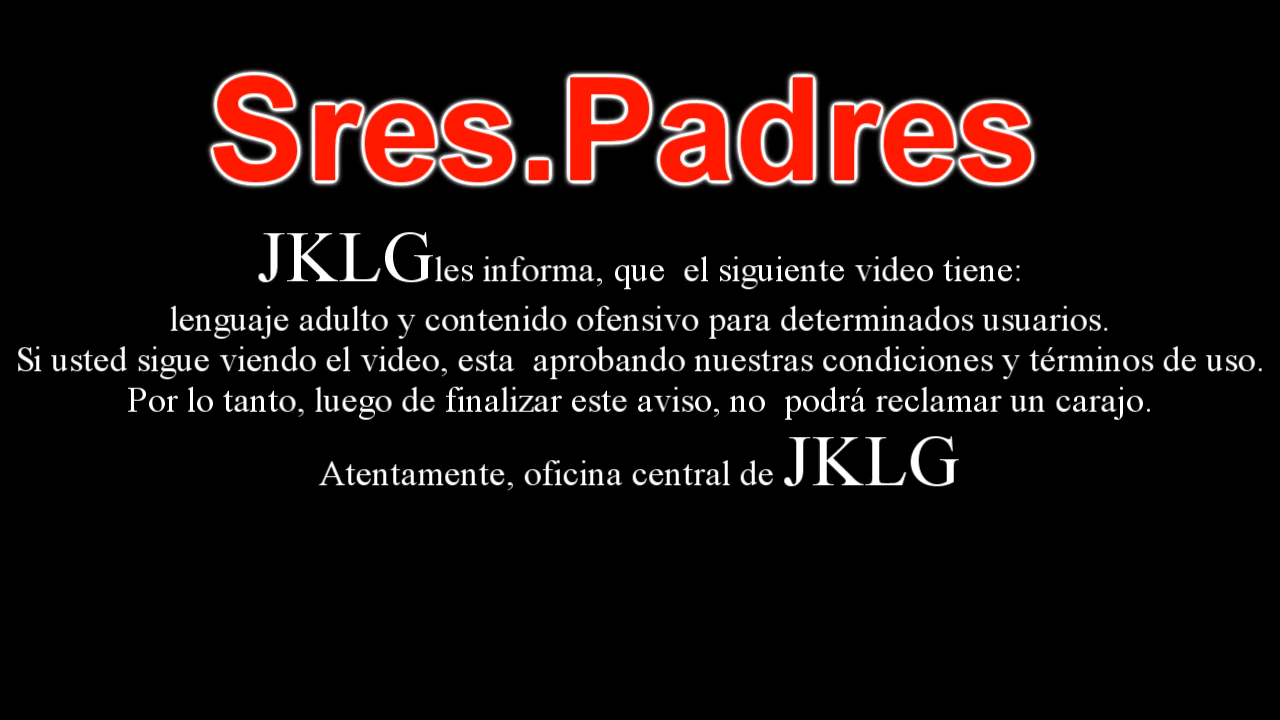 Sres.Padres
JKLG les informa, que  el siguiente video tiene:
lenguaje adulto y contenido ofensivo para determinados usuarios.
Si usted sigue viendo el video, esta  aprobando nuestras condiciones y términos de uso.
Por lo tanto, luego de finalizar este aviso, no  podrá reclamar un carajo.
Atentamente, oficina central de JKLG